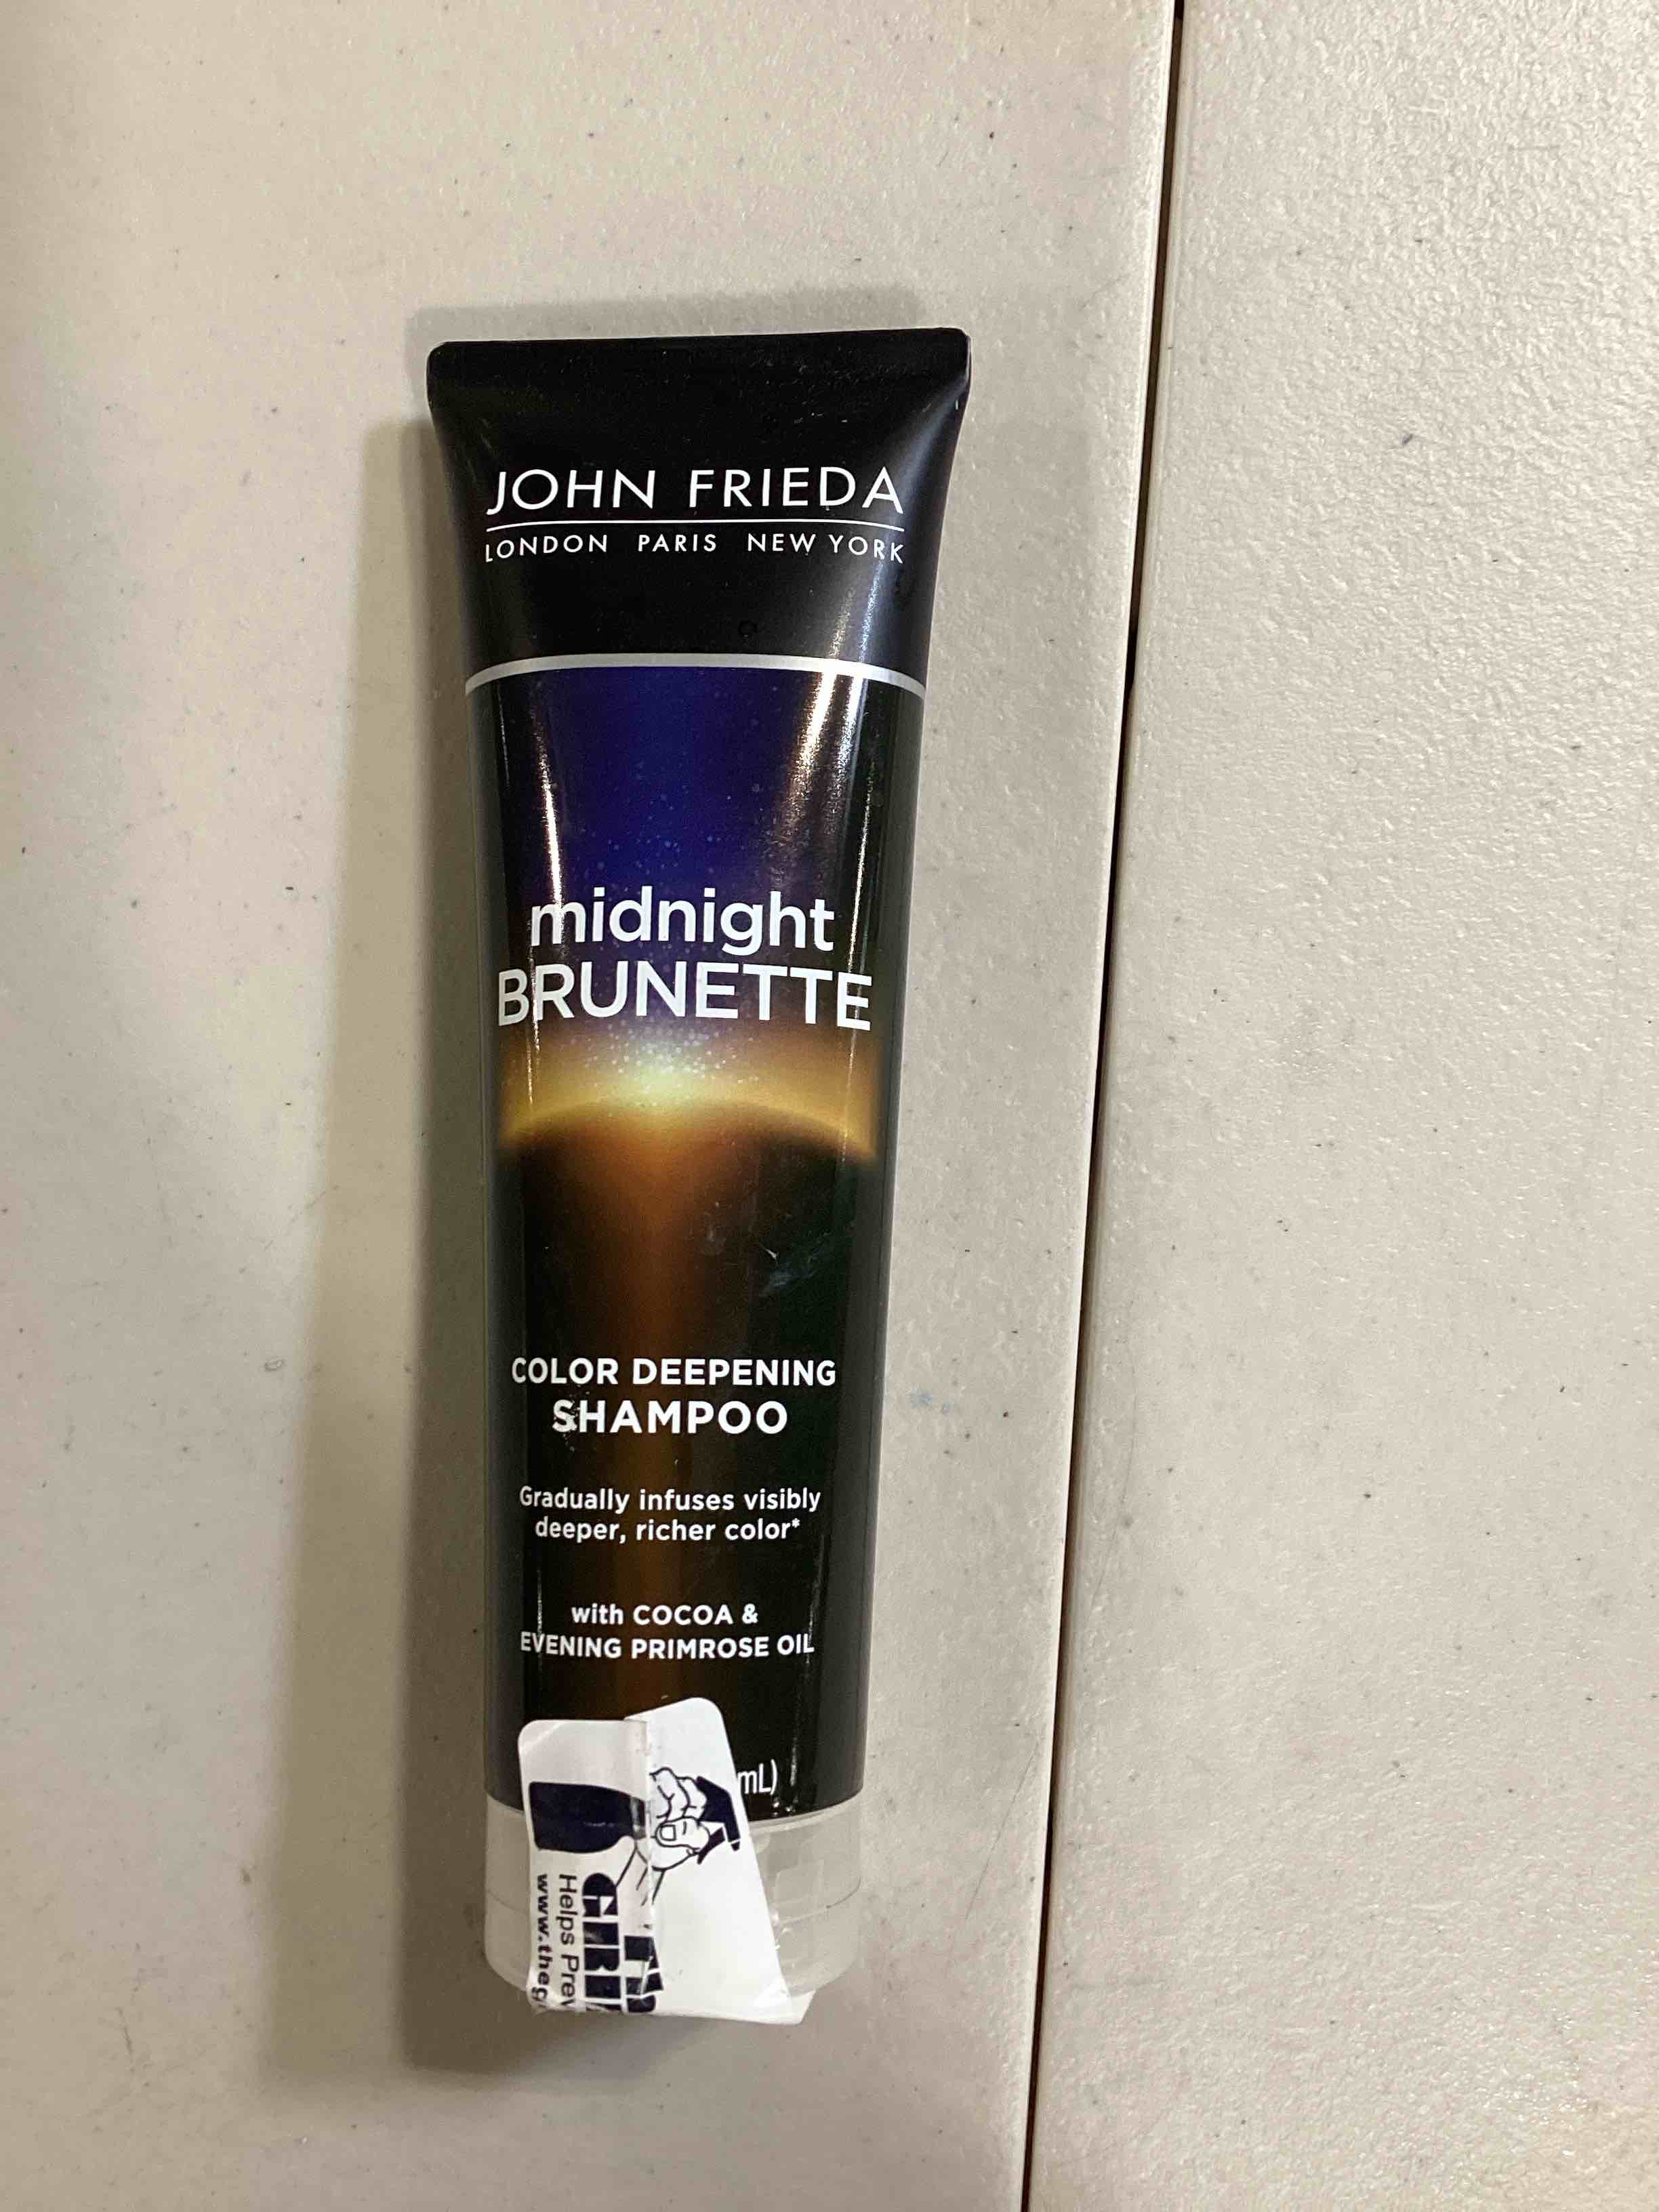 JOHN FRIEDA
LONDON PARIS NEW YORK
midnight
BRUNETTE
COLOR DEEPENING
SHAMPOO
Gradually infuses visibly
deeper, richer color*
with COCOA &
EVENING PRIMROSE OIL
mL)
Helps Prev
www.theg